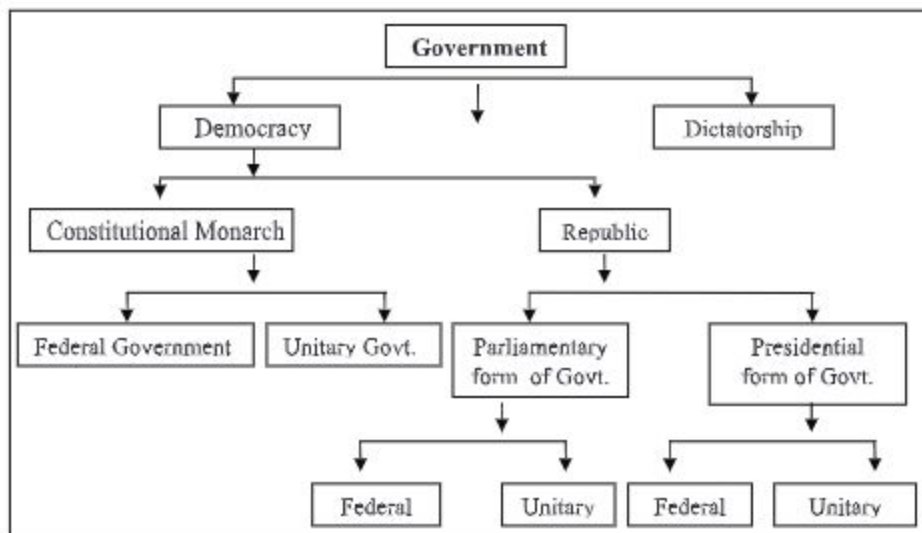 Government
Democracy
Dictatorship
Constitutional Monarch
Republic
Federal Government
Unitary Govt.
Parliamentary
form of Govt.
Presidential
form of Govt.
Federal
Unitary
Federal
Unitary